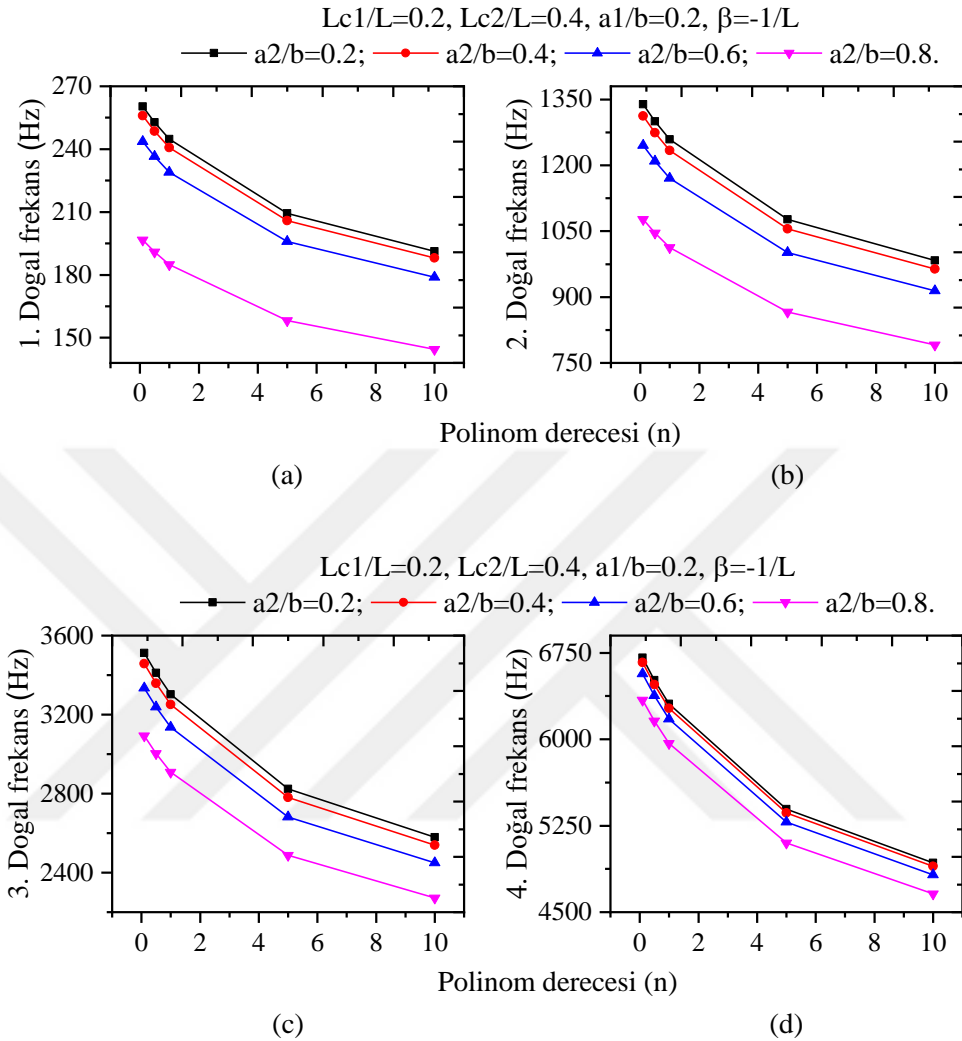 Lc1/L=0.2, Lc2/L=0.4, a1/b=0.2, β=-1/L
a2/b=0.2; a2/b=0.4; a2/b=0.6; a2/b=0.8.
270
240
210
180
150
1. Dogal frekans (Hz)
0 2 4 6 8 10
1350
1200
1050
900
750
2. Doğal frekans (Hz)
0 2 4 6 8 10
Polinom derecesi (n)
(a) (b)
Lc1/L=0.2, Lc2/L=0.4, a1/b=0.2, β=-1/L
a2/b=0.2; a2/b=0.4; a2/b=0.6; a2/b=0.8.
3600
3200
2800
2400
3. Dogal frekans (Hz)
0 2 4 6 8 10
6750
6000
5250
4500
4. Doğal frekans (Hz)
0 2 4 6 8 10
Polinom derecesi (n)
(c) (d)